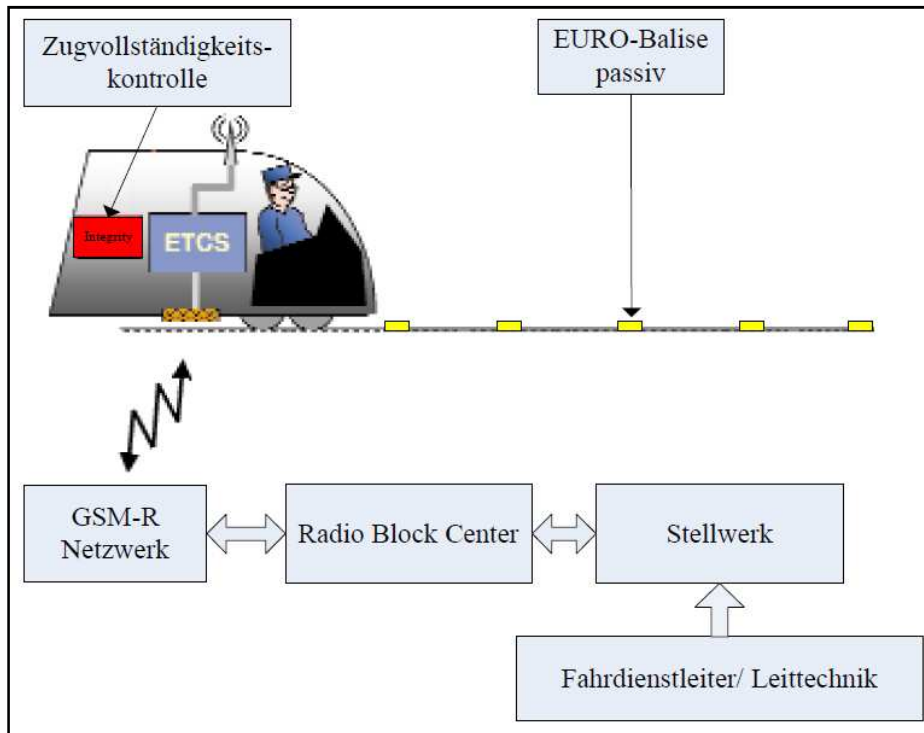 Zugvollständigkeits-
kontrolle
EURO-Balise
passiv
Integrity
ETCS
GSM-R
Netzwerk
Radio Block Center
Stellwerk
Fahrdienstleiter/ Leittechnik